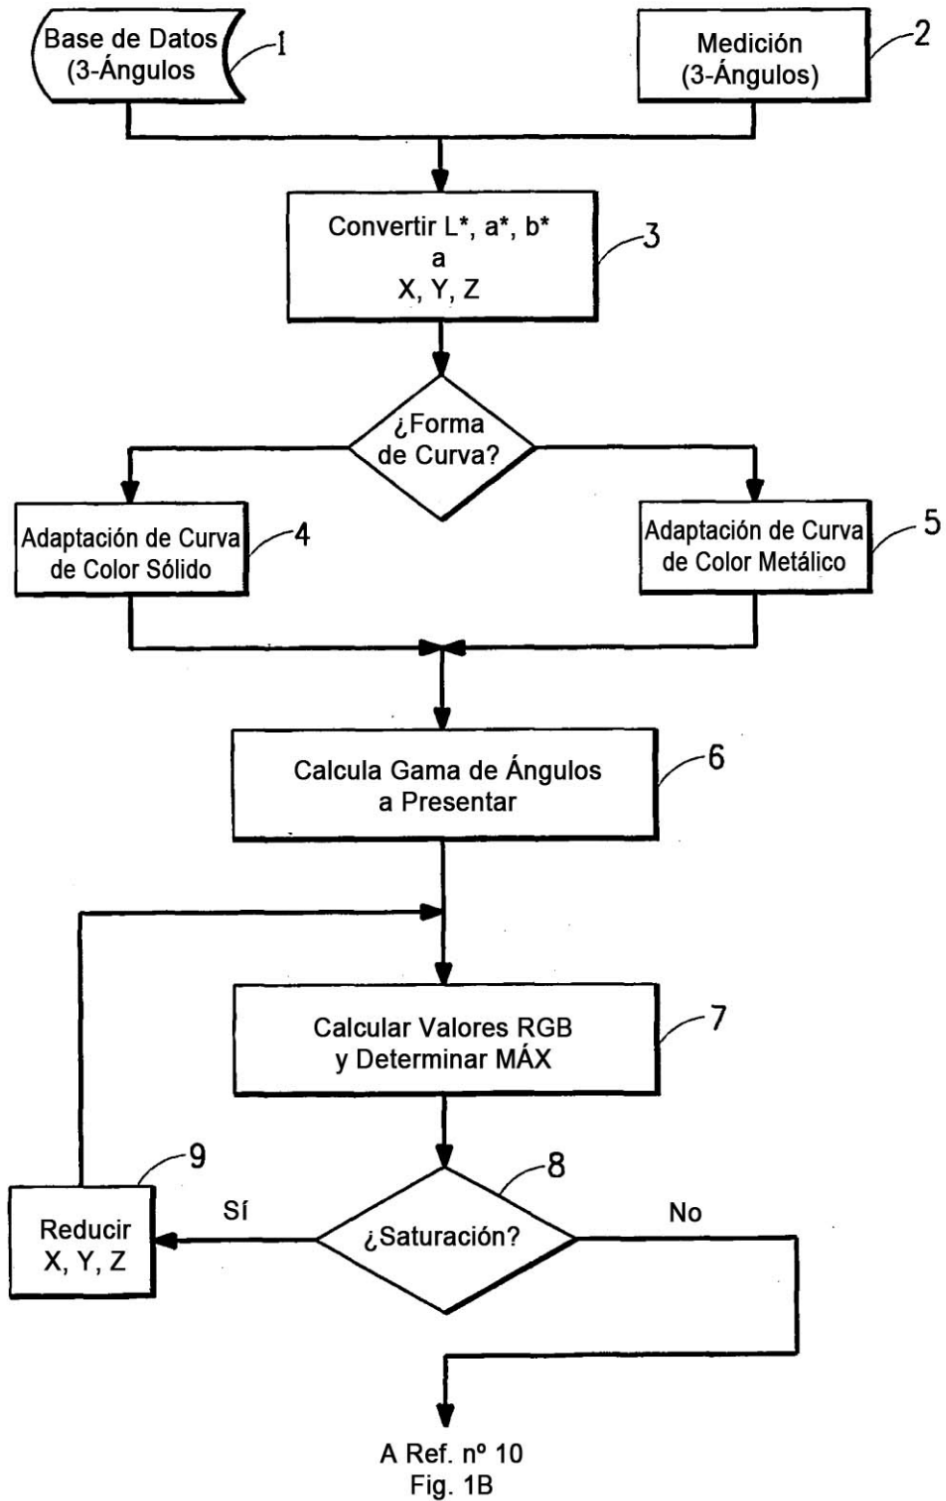 Base de Datos
(3-Ángulos
1
Medición
(3-Ángulos)
2
Convertir L*, a*, b*
a
X, Y, Z
3
¿Forma
de Curva?
Adaptación de Curva
de Color Sólido
4
Adaptación de Curva
de Color Metálico
5
Calcula Gama de Ángulos
a Presentar
6
Calcular Valores RGB
y Determinar MÁX
7
¿Saturación?
8
Sí
No
Reducir
X, Y, Z
9
A Ref. nº 10
Fig. 1B